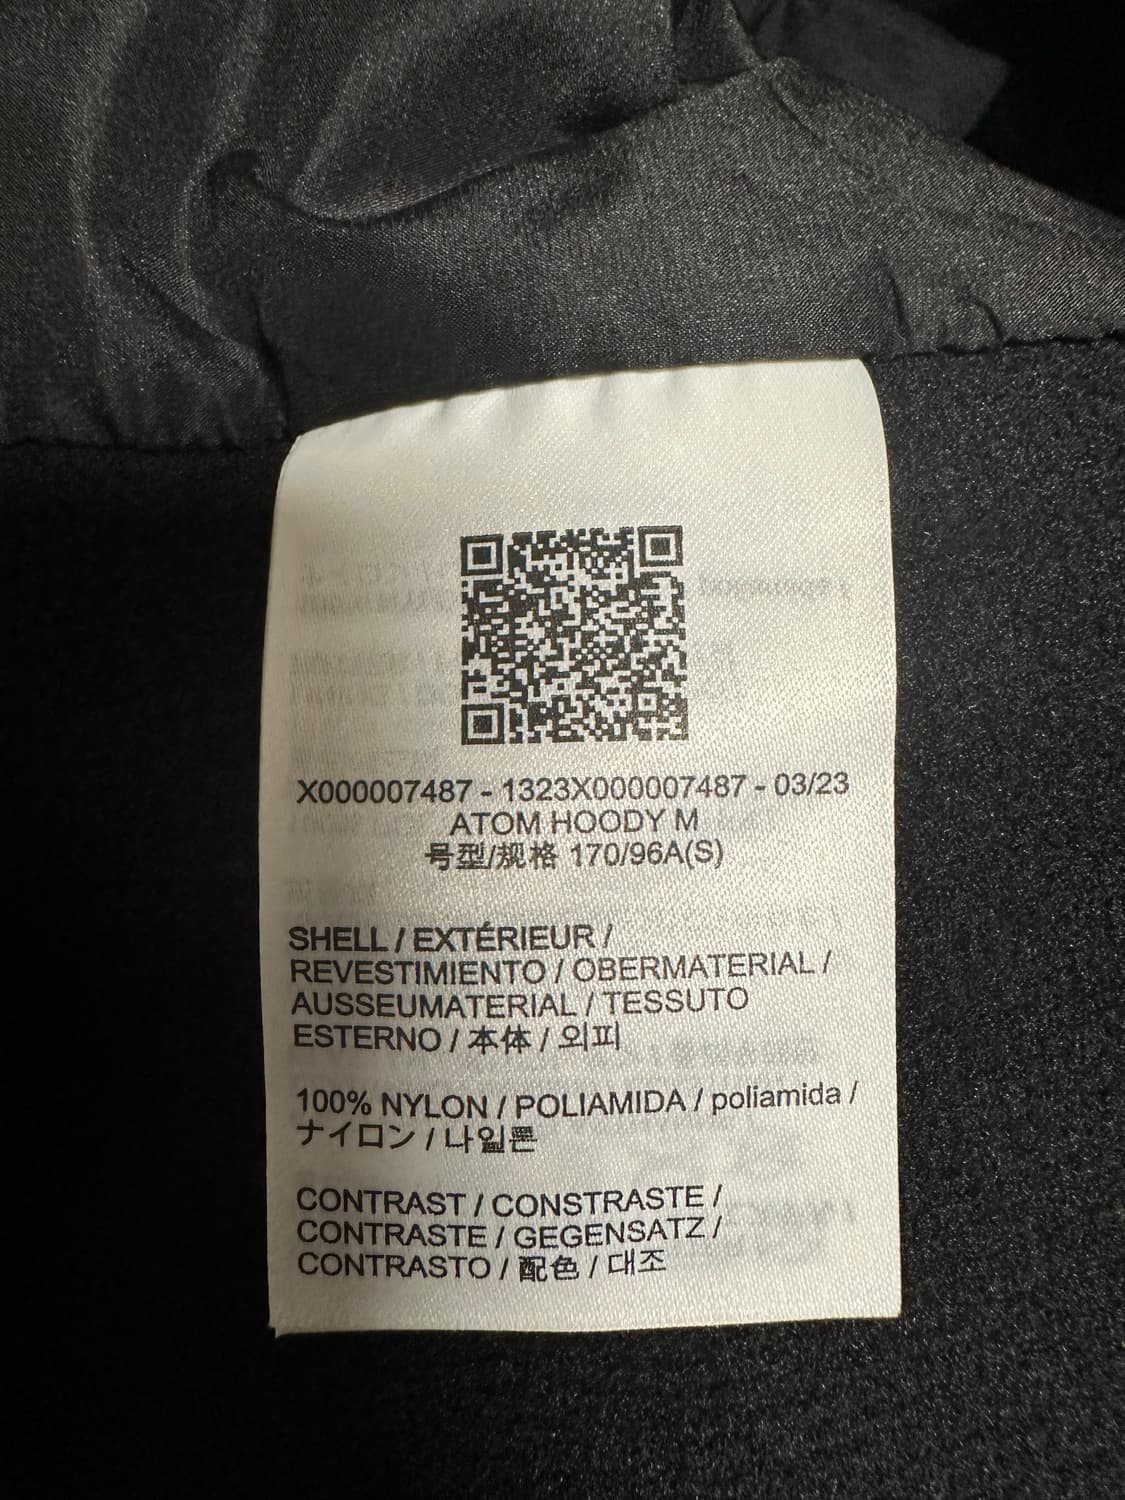 X000007487 - 1323X000007487 - 03/23
ATOM HOODY M
号型/规格 170/96A(S)
SHELL / EXTÉRIEUR /
REVESTIMIENTO / OBERMATERIAL /
AUSSEUMATERIAL / TESSUTO
ESTERNO / 本体 / 외피
100% NYLON / POLIAMIDA / poliamida /
ナイロン / 나일론
CONTRAST / CONSTRASTE /
CONTRASTE / GEGENSATZ /
CONTRASTO / 配色 / 대조